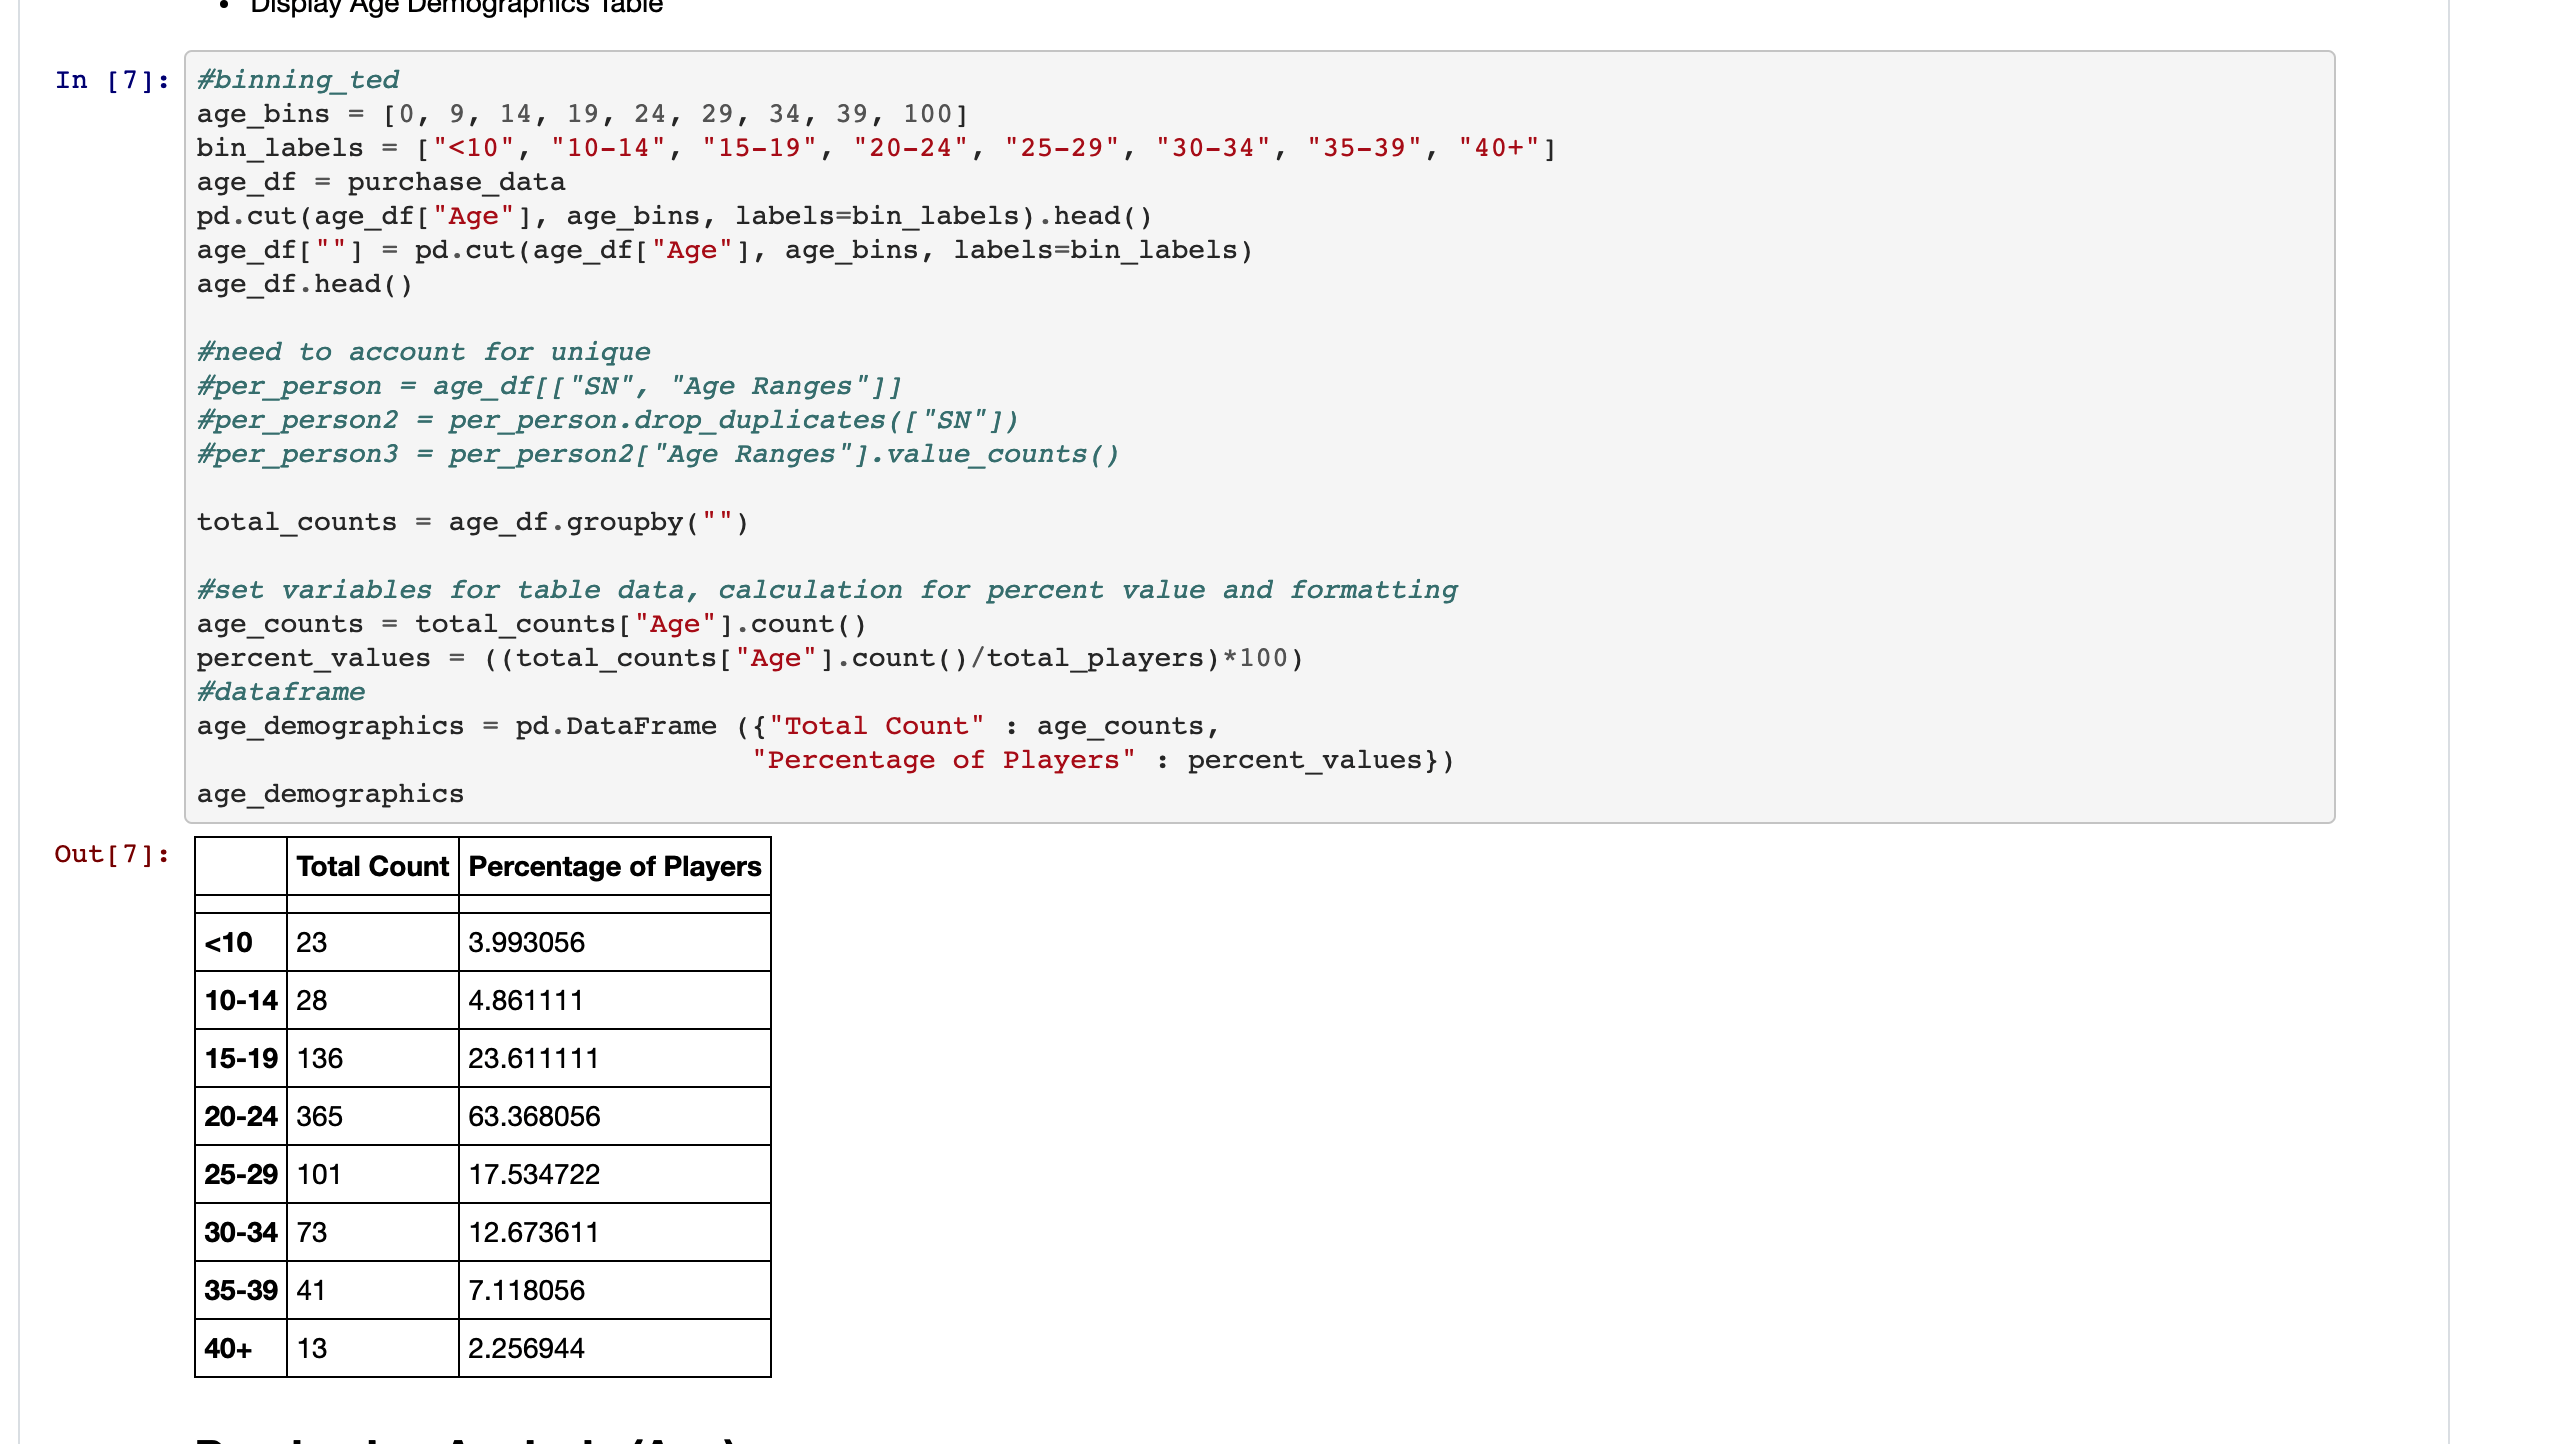 • Display Age Demographics Table
In [7]:
#binning_ted
age_bins = [0, 9, 14, 19, 24, 29, 34, 39, 100]
bin_labels = ["<10", "10-14", "15-19", "20-24", "25-29", "30-34", "35-39", "40+"]
age_df = purchase_data
pd.cut(age_df["Age"], age_bins, labels=bin_labels).head()
age_df[""] = pd.cut(age_df["Age"], age_bins, labels=bin_labels)
age_df.head()
#need to account for unique
#per_person = age_df[["SN", "Age Ranges"]]
#per_person2 = per_person.drop_duplicates(["SN"])
#per_person3 = per_person2["Age Ranges"].value_counts()
total_counts = age_df.groupby("")
#set variables for table data, calculation for percent value and formatting
age_counts = total_counts["Age"].count()
percent_values = ((total_counts["Age"].count()/total_players)*100)
#dataframe
age_demographics = pd.DataFrame ({"Total Count" : age_counts,
"Percentage of Players" : percent_values})
age_demographics
Out[7]:
Total Count Percentage of Players
<10 23 3.993056
10-14 28 4.861111
15-19 136 23.611111
20-24 365 63.368056
25-29 101 17.534722
30-34 73 12.673611
35-39 41 7.118056
40+ 13 2.256944